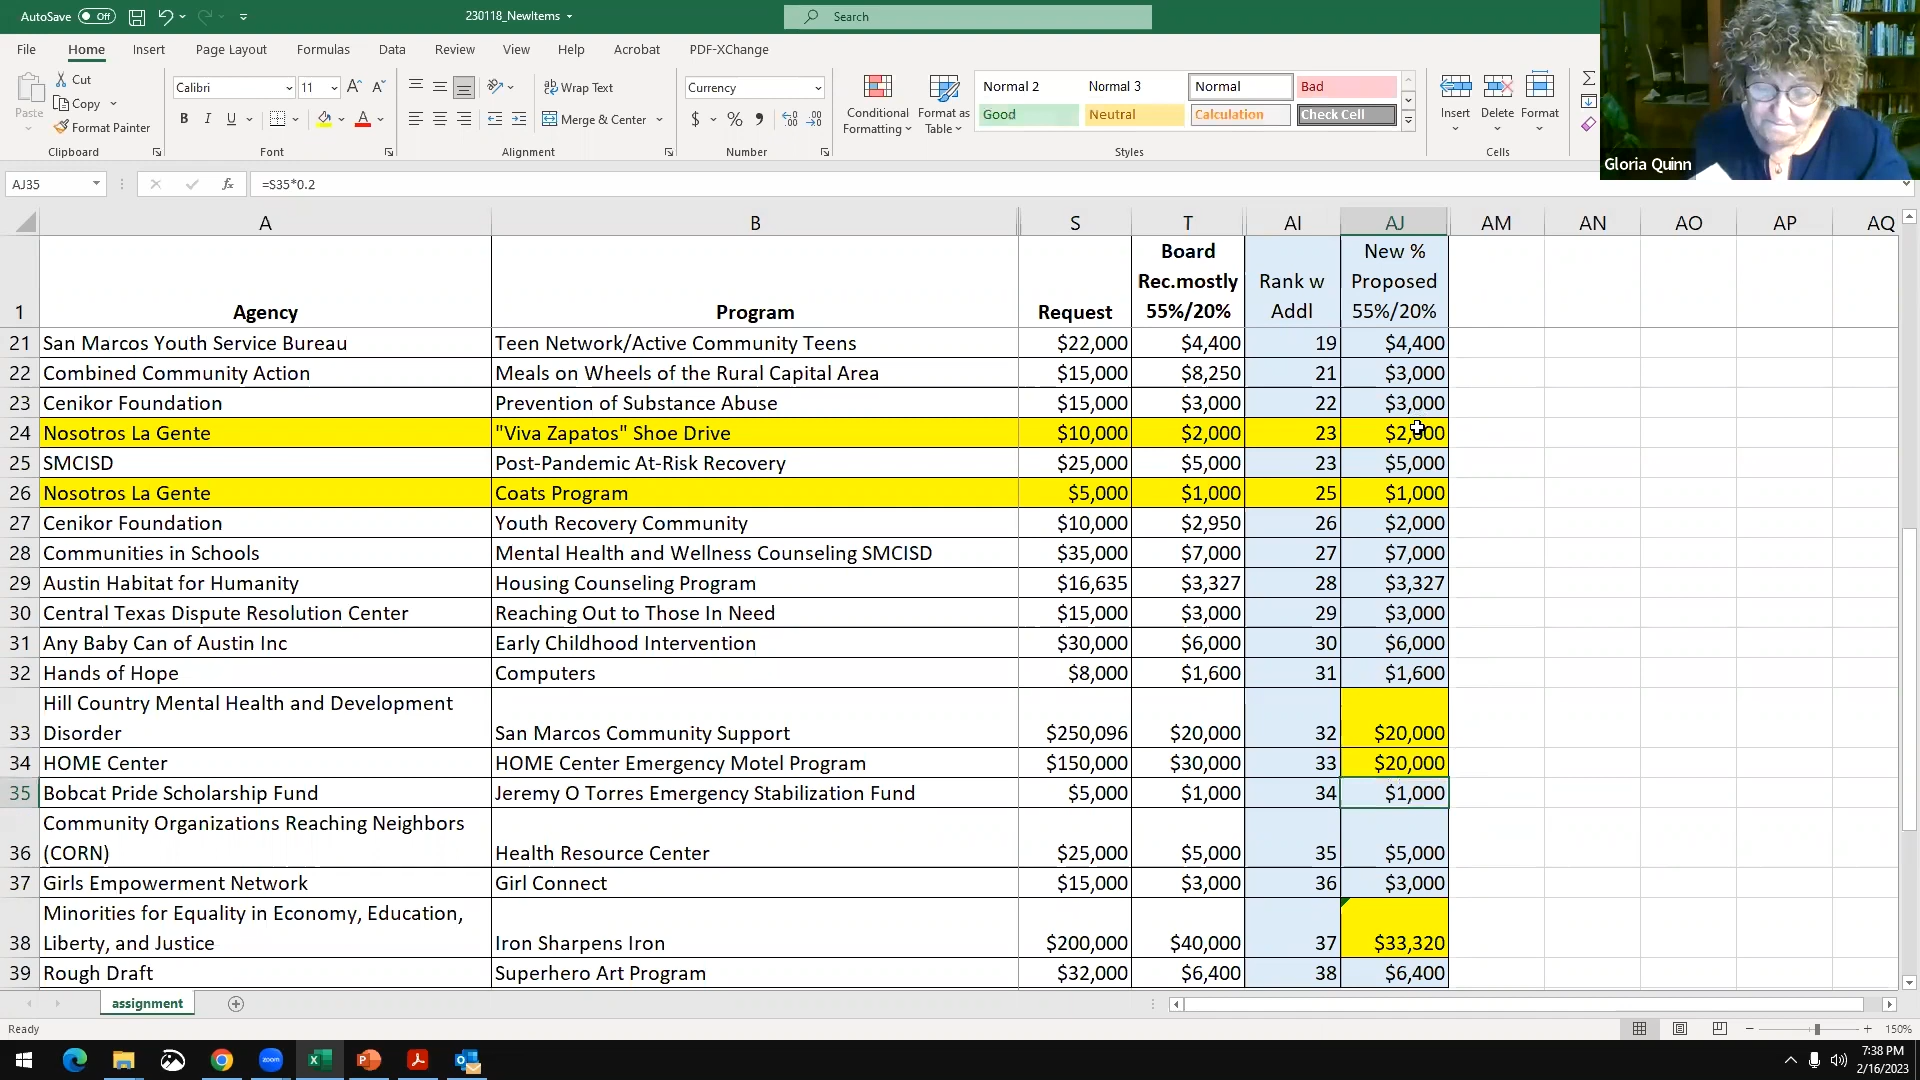 AutoSave Off 230118_NewItems Search
File Home Insert Page Layout Formulas Data Review View Help Acrobat PDF-XChange
Paste Cut Copy Format Painter Clipboard
Calibri 11 B I U Font
Wrap Text Merge & Center Alignment
Currency $ % Number
Conditional Formatting Format as Table
Normal 2 Normal 3 Normal Bad
Good Neutral Calculation Check Cell
Styles
Insert Delete Format Cells
Gloria Quinn
AJ35 fx =S35*0.2
A B S T AI AJ AM AN AO AP AQ
1 Agency Program Request Board Rec.mostly 55%/20% Rank w Addl New % Proposed 55%/20%
21 San Marcos Youth Service Bureau Teen Network/Active Community Teens $22,000 $4,400 19 $4,400
22 Combined Community Action Meals on Wheels of the Rural Capital Area $15,000 $8,250 21 $3,000
23 Cenikor Foundation Prevention of Substance Abuse $15,000 $3,000 22 $3,000
24 Nosotros La Gente "Viva Zapatos" Shoe Drive $10,000 $2,000 23 $2,000
25 SMCISD Post-Pandemic At-Risk Recovery $25,000 $5,000 23 $5,000
26 Nosotros La Gente Coats Program $5,000 $1,000 25 $1,000
27 Cenikor Foundation Youth Recovery Community $10,000 $2,950 26 $2,000
28 Communities in Schools Mental Health and Wellness Counseling SMCISD $35,000 $7,000 27 $7,000
29 Austin Habitat for Humanity Housing Counseling Program $16,635 $3,327 28 $3,327
30 Central Texas Dispute Resolution Center Reaching Out to Those In Need $15,000 $3,000 29 $3,000
31 Any Baby Can of Austin Inc Early Childhood Intervention $30,000 $6,000 30 $6,000
32 Hands of Hope Computers $8,000 $1,600 31 $1,600
33 Hill Country Mental Health and Development Disorder San Marcos Community Support $250,096 $20,000 32 $20,000
34 HOME Center HOME Center Emergency Motel Program $150,000 $30,000 33 $20,000
35 Bobcat Pride Scholarship Fund Jeremy O Torres Emergency Stabilization Fund $5,000 $1,000 34 $1,000
36 Community Organizations Reaching Neighbors (CORN) Health Resource Center $25,000 $5,000 35 $5,000
37 Girls Empowerment Network Girl Connect $15,000 $3,000 36 $3,000
38 Minorities for Equality in Economy, Education, Liberty, and Justice Iron Sharpens Iron $200,000 $40,000 37 $33,320
39 Rough Draft Superhero Art Program $32,000 $6,400 38 $6,400
assignment
Ready 150%
zoom
7:38 PM
2/16/2023